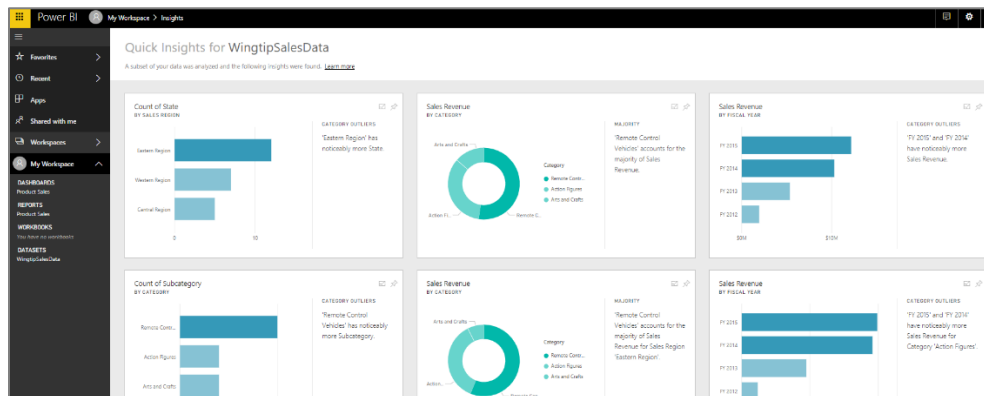 Power BI
My Workspace > Insights
Favorites
Recent
Apps
Shared with me
Workspaces
My Workspace
DASHBOARDS
Product Sales
REPORTS
Product Sales
WORKBOOKS
You have no workbooks
DATASETS
WingtipSalesData
Quick Insights for WingtipSalesData
A subset of your data was analyzed and the following insights were found. Learn more
Count of State
BY SALES REGION
Eastern Region
Western Region
Central Region
0
10
CATEGORY OUTLIERS
'Eastern Region' has
noticeably more State.
Sales Revenue
BY CATEGORY
Arts and Crafts
Action Fi...
Remote C...
Category
Remote Contr...
Action Figures
Arts and Crafts
MAJORITY
'Remote Control
Vehicles' accounts for the
majority of Sales
Revenue.
Sales Revenue
BY FISCAL YEAR
FY 2015
FY 2014
FY 2013
FY 2012
$0M
$10M
CATEGORY OUTLIERS
'FY 2015' and 'FY 2014'
have noticeably more
Sales Revenue.
Count of Subcategory
BY CATEGORY
Remote Contr...
Action Figures
Arts and Crafts
CATEGORY OUTLIERS
'Remote Control
Vehicles' has noticeably
more Subcategory.
Sales Revenue
BY CATEGORY
Arts and Crafts
Action...
Category
Remote Contr...
Action Figures
Arts and Crafts
MAJORITY
'Remote Control
Vehicles' accounts for the
majority of Sales
Revenue for Sales Region
'Eastern Region'.
Sales Revenue
BY FISCAL YEAR
FY 2015
FY 2014
FY 2013
FY 2012
CATEGORY OUTLIERS
'FY 2015' and 'FY 2014'
have noticeably more
Sales Revenue for
Category 'Action Figures'.